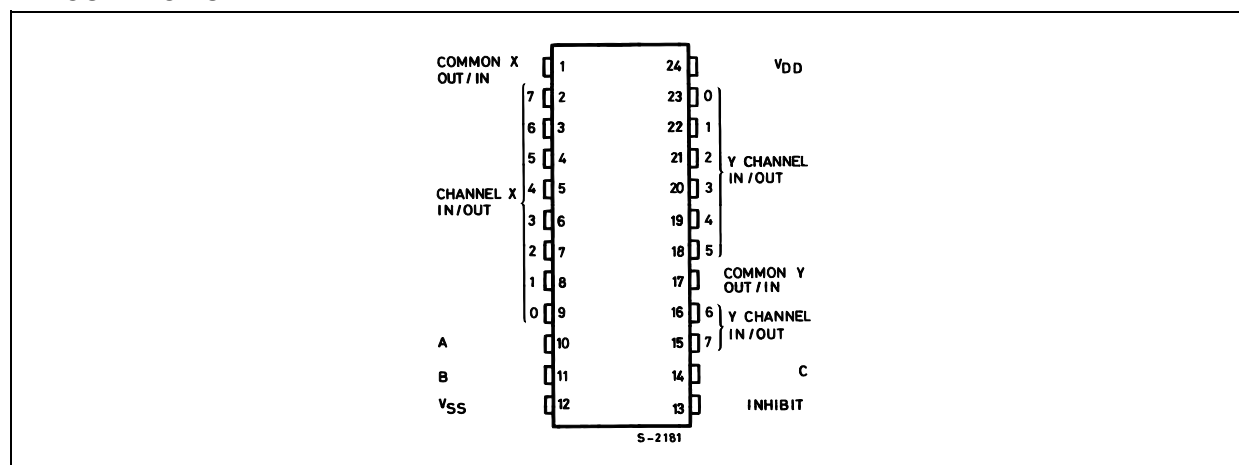 COMMON X 1 24 VDD
OUT/IN
7 2 23 0
6 3 22 1
5 4 21 2 Y CHANNEL
IN/OUT
CHANNEL X 4 5 20 3
IN/OUT
3 6 19 4
2 7 18 5
1 8 17 COMMON Y
OUT/IN
0 9 16 6 Y CHANNEL
IN/OUT
A 10 15 7
B 11 14 C
VSS 12 13 INHIBIT
S-2181